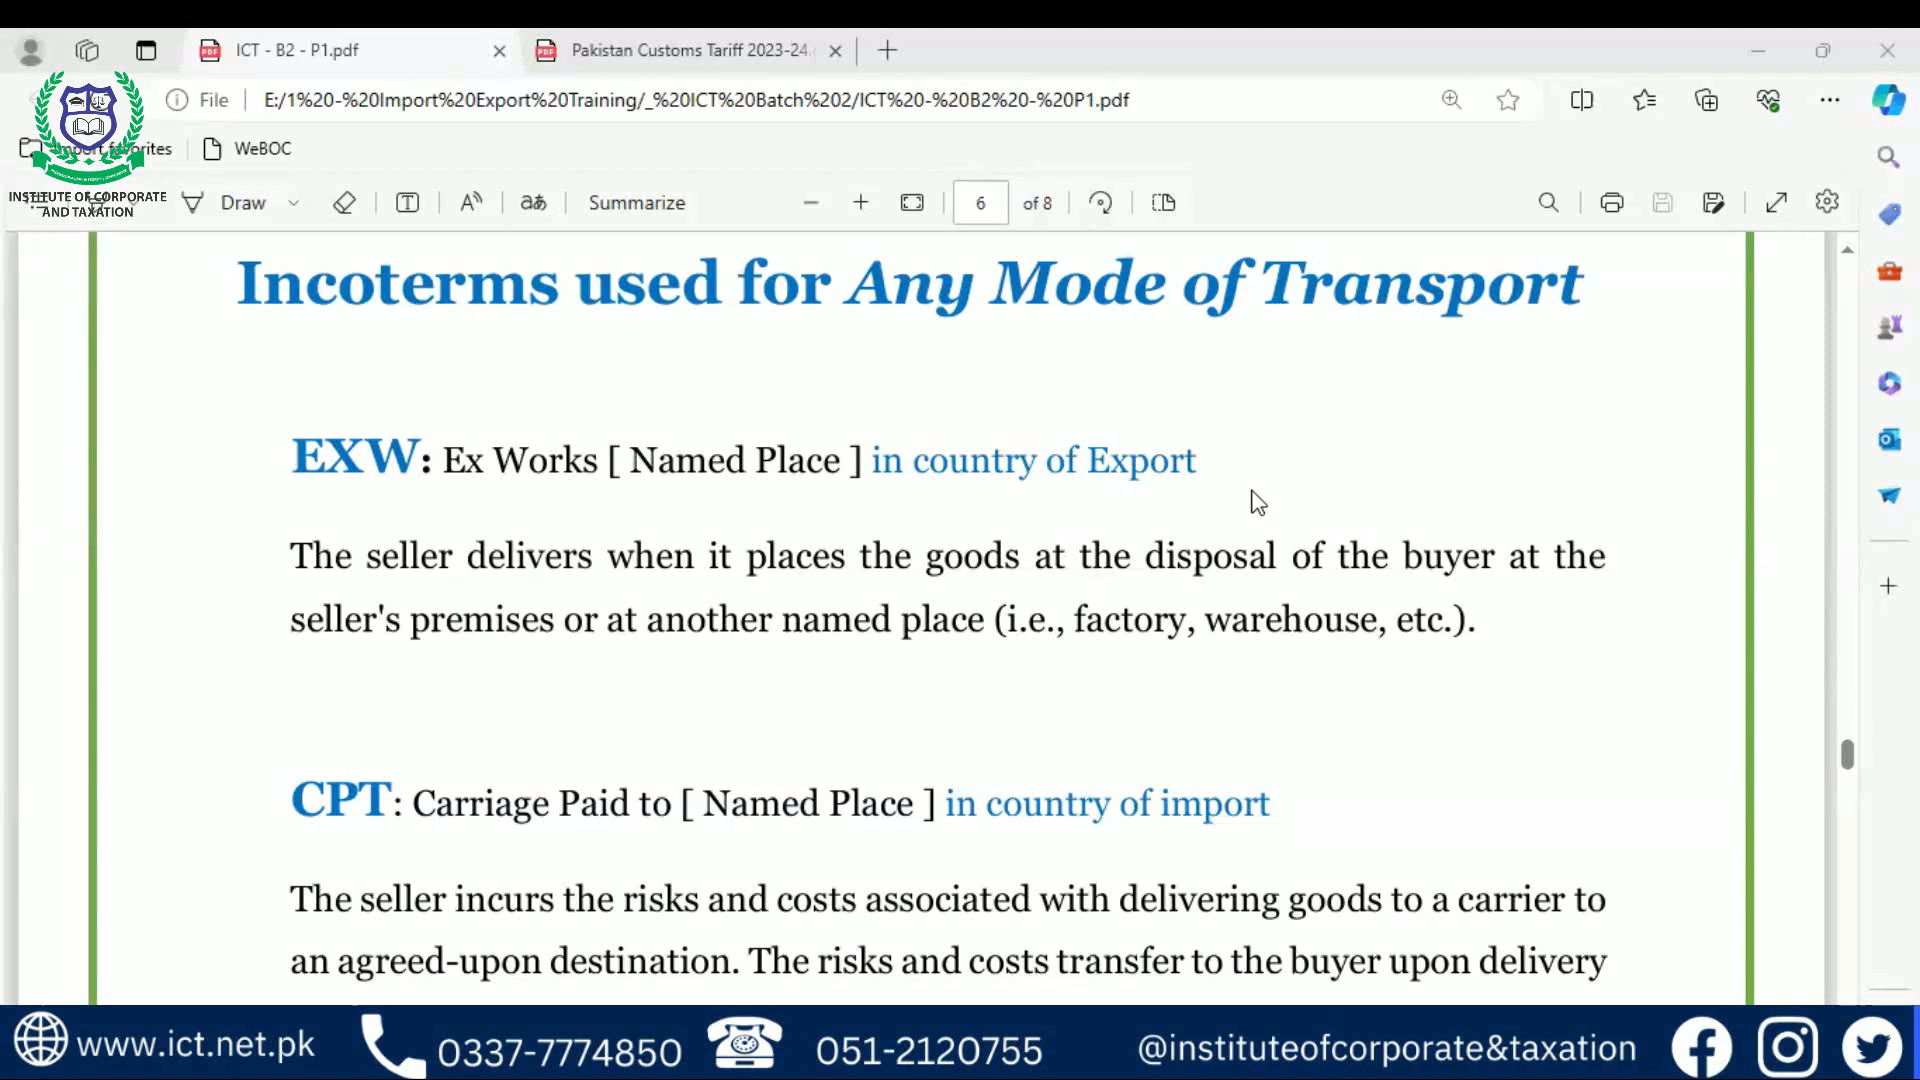 ICT - B2 - P1.pdf
Pakistan Customs Tariff 2023-24
File
E:/1%20-%20Import%20Export%20Training/_%20ICT%20Batch%202/ICT%20-%20B2%20-%20P1.pdf
Import favorites
WeBOC
INSTITUTE OF CORPORATE
AND TAXATION
Draw
Summarize
6 of 8
Incoterms used for Any Mode of Transport
EXW: Ex Works [ Named Place ] in country of Export
The seller delivers when it places the goods at the disposal of the buyer at the
seller's premises or at another named place (i.e., factory, warehouse, etc.).
CPT: Carriage Paid to [ Named Place ] in country of import
The seller incurs the risks and costs associated with delivering goods to a carrier to
an agreed-upon destination. The risks and costs transfer to the buyer upon delivery
www.ict.net.pk
0337-7774850
051-2120755
@instituteofcorporate&taxation